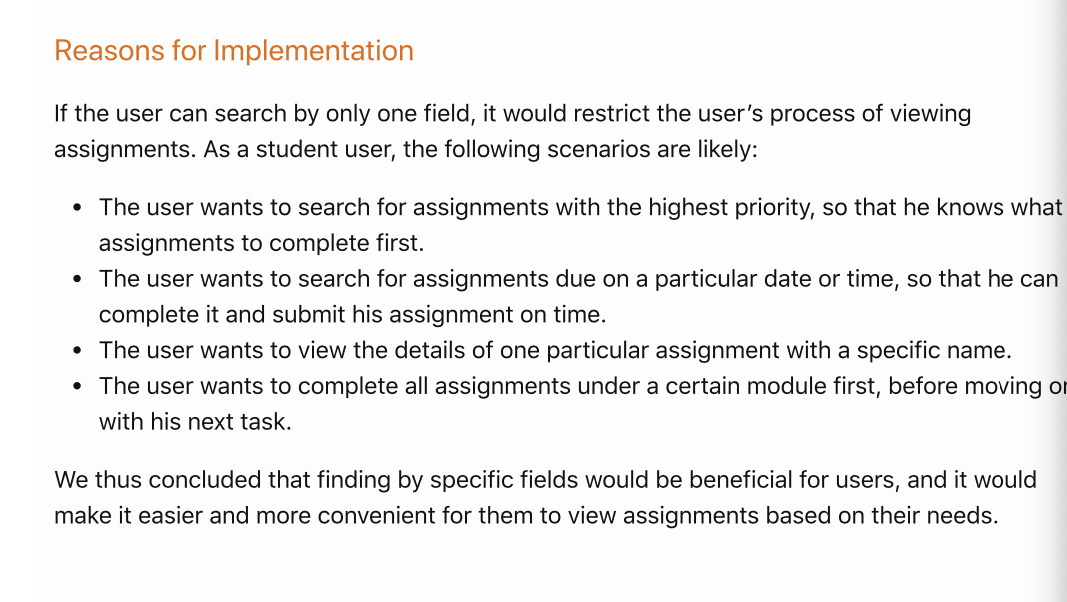 Reasons for Implementation
If the user can search by only one field, it would restrict the user’s process of viewing
assignments. As a student user, the following scenarios are likely:
• The user wants to search for assignments with the highest priority, so that he knows what
assignments to complete first.
• The user wants to search for assignments due on a particular date or time, so that he can
complete it and submit his assignment on time.
• The user wants to view the details of one particular assignment with a specific name.
• The user wants to complete all assignments under a certain module first, before moving on
with his next task.
We thus concluded that finding by specific fields would be beneficial for users, and it would
make it easier and more convenient for them to view assignments based on their needs.